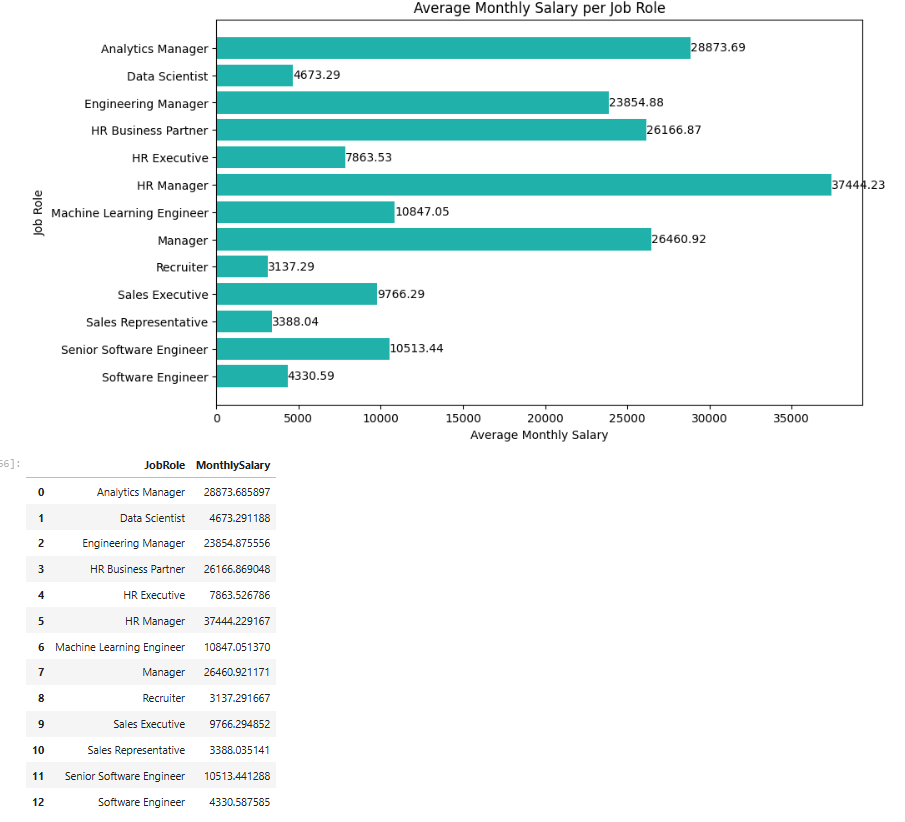 Average Monthly Salary per Job Role
Analytics Manager 28873.69
Data Scientist 4673.29
Engineering Manager 23854.88
HR Business Partner 26166.87
HR Executive 7863.53
HR Manager 37444.23
Job Role
Machine Learning Engineer 10847.05
Manager 26460.92
Recruiter 3137.29
Sales Executive 9766.29
Sales Representative 3388.04
Senior Software Engineer 10513.44
Software Engineer 4330.59
0 5000 10000 15000 20000 25000 30000 35000
Average Monthly Salary
56]:
JobRole MonthlySalary
0 Analytics Manager 28873.685897
1 Data Scientist 4673.291188
2 Engineering Manager 23854.875556
3 HR Business Partner 26166.869048
4 HR Executive 7863.526786
5 HR Manager 37444.229167
6 Machine Learning Engineer 10847.051370
7 Manager 26460.921171
8 Recruiter 3137.291667
9 Sales Executive 9766.294852
10 Sales Representative 3388.035141
11 Senior Software Engineer 10513.441288
12 Software Engineer 4330.587585